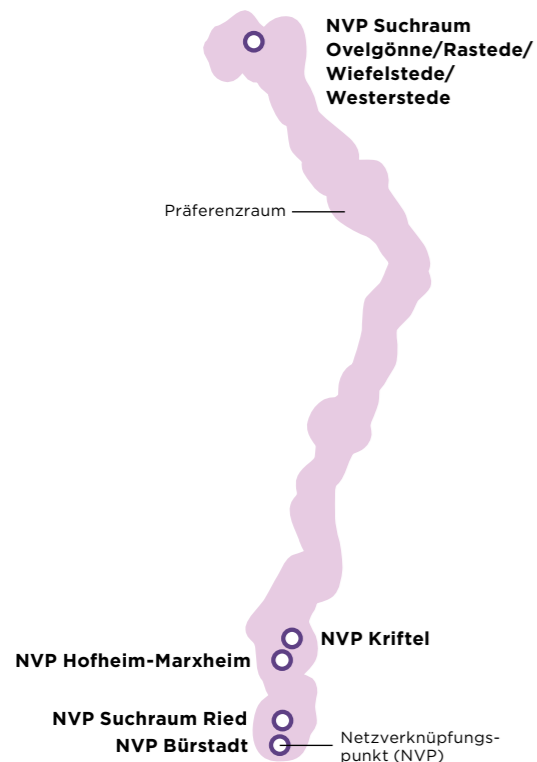 NVP Suchraum
Ovelgönne/Rastede/
Wiefelstede/
Westerstede
Präferenzraum
NVP Kriftel
NVP Hofheim-Marxheim
NVP Suchraum Ried
NVP Bürstadt
Netzverknüpfungs-
punkt (NVP)